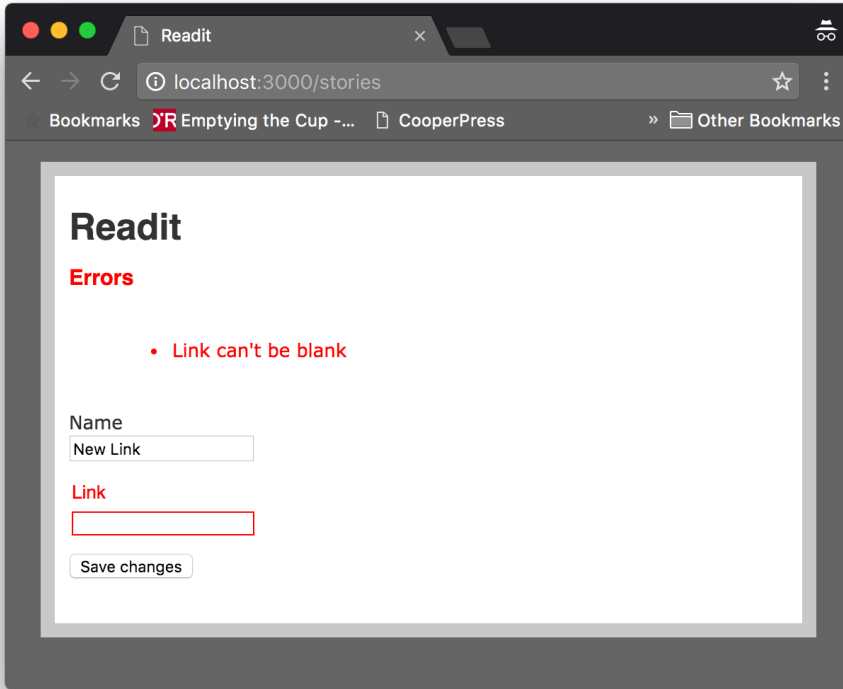 Readit
localhost:3000/stories
Bookmarks Emptying the Cup -... CooperPress » Other Bookmarks
Readit
Errors
• Link can't be blank
Name
New Link
Link
Save changes